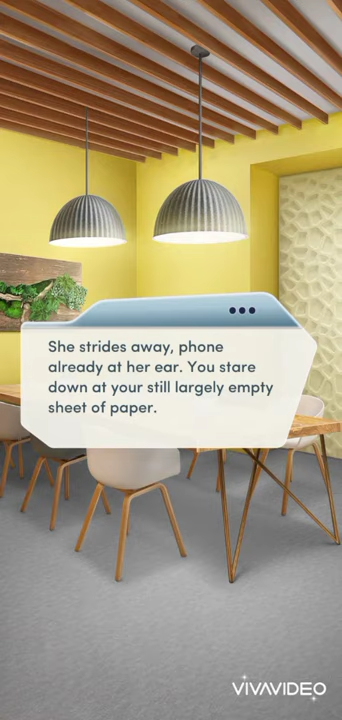 She strides away, phone
already at her ear. You stare
down at your still largely empty
sheet of paper.
VIVAVIDEO